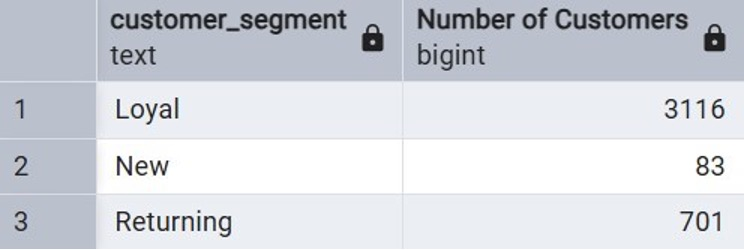 customer_segment Number of Customers
text bigint
1 Loyal 3116
2 New 83
3 Returning 701